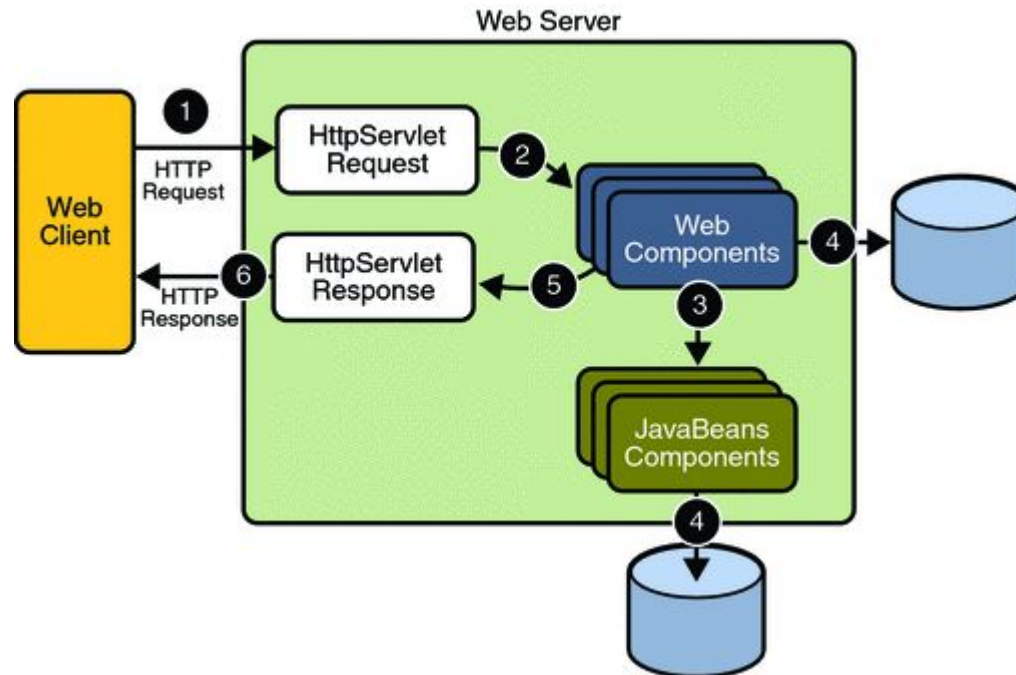 Web Server
1
HTTP
Request
HttpServlet
Request
2
Web
Client
Web
Components
4
6
HTTP
Response
HttpServlet
Response
5
3
JavaBeans
Components
4